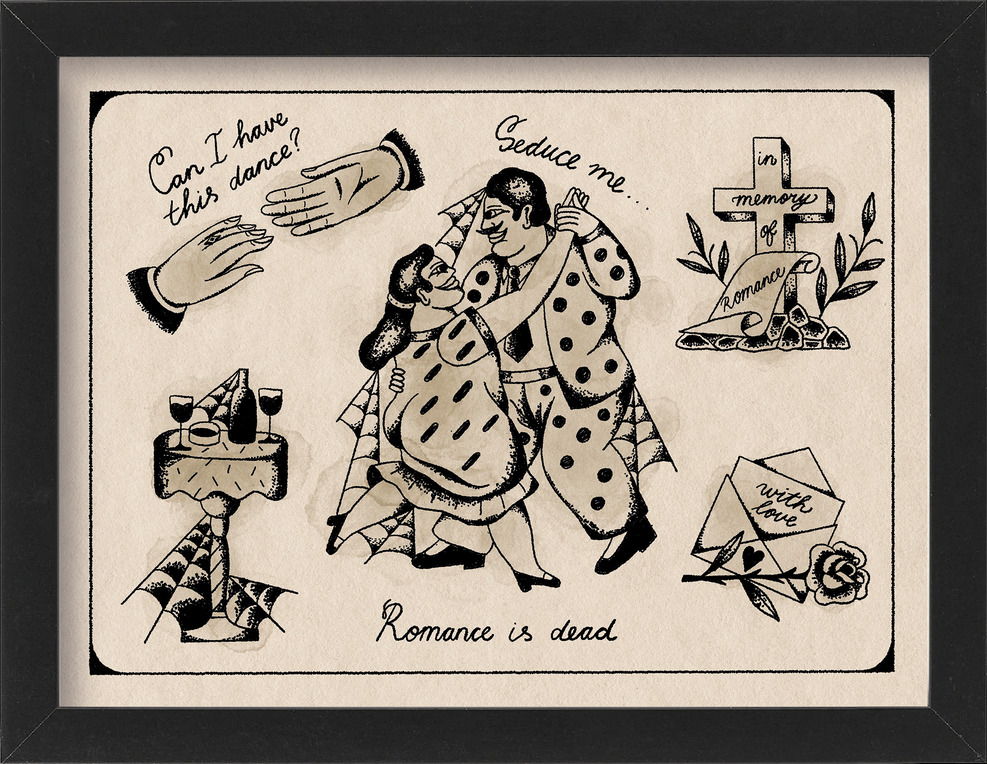 Can I have
this dance?
Seduce me.....
in
memory
of
Romance
with
love
Romance is dead